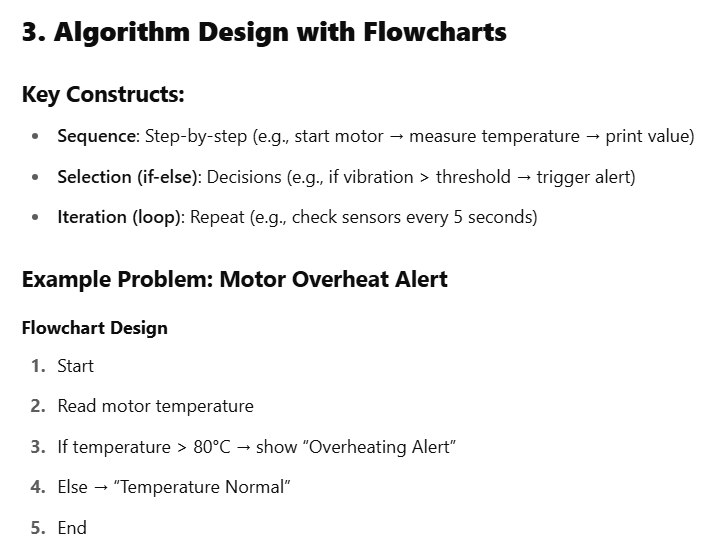 3. Algorithm Design with Flowcharts
Key Constructs:
• Sequence: Step-by-step (e.g., start motor → measure temperature → print value)
• Selection (if-else): Decisions (e.g., if vibration > threshold → trigger alert)
• Iteration (loop): Repeat (e.g., check sensors every 5 seconds)
Example Problem: Motor Overheat Alert
Flowchart Design
1. Start
2. Read motor temperature
3. If temperature > 80°C → show “Overheating Alert”
4. Else → “Temperature Normal”
5. End